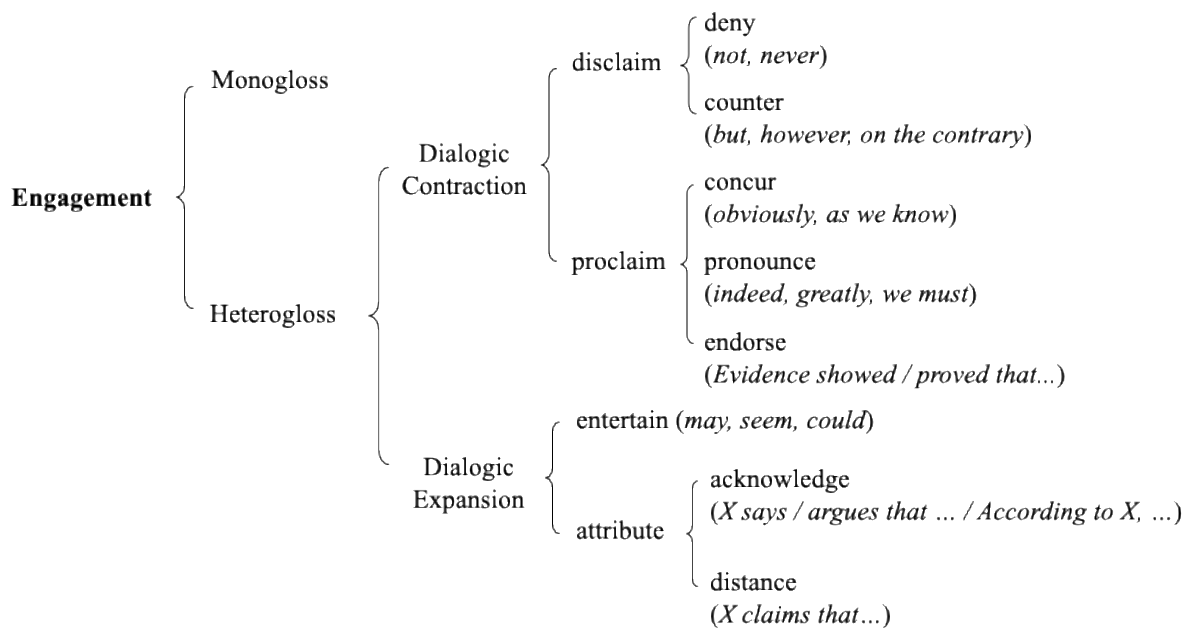 Engagement
Monogloss
Heterogloss
Dialogic
Contraction
disclaim
deny
(not, never)
counter
(but, however, on the contrary)
proclaim
concur
(obviously, as we know)
pronounce
(indeed, greatly, we must)
endorse
(Evidence showed / proved that...)
Dialogic
Expansion
entertain (may, seem, could)
attribute
acknowledge
(X says / argues that ... / According to X, ...)
distance
(X claims that...)